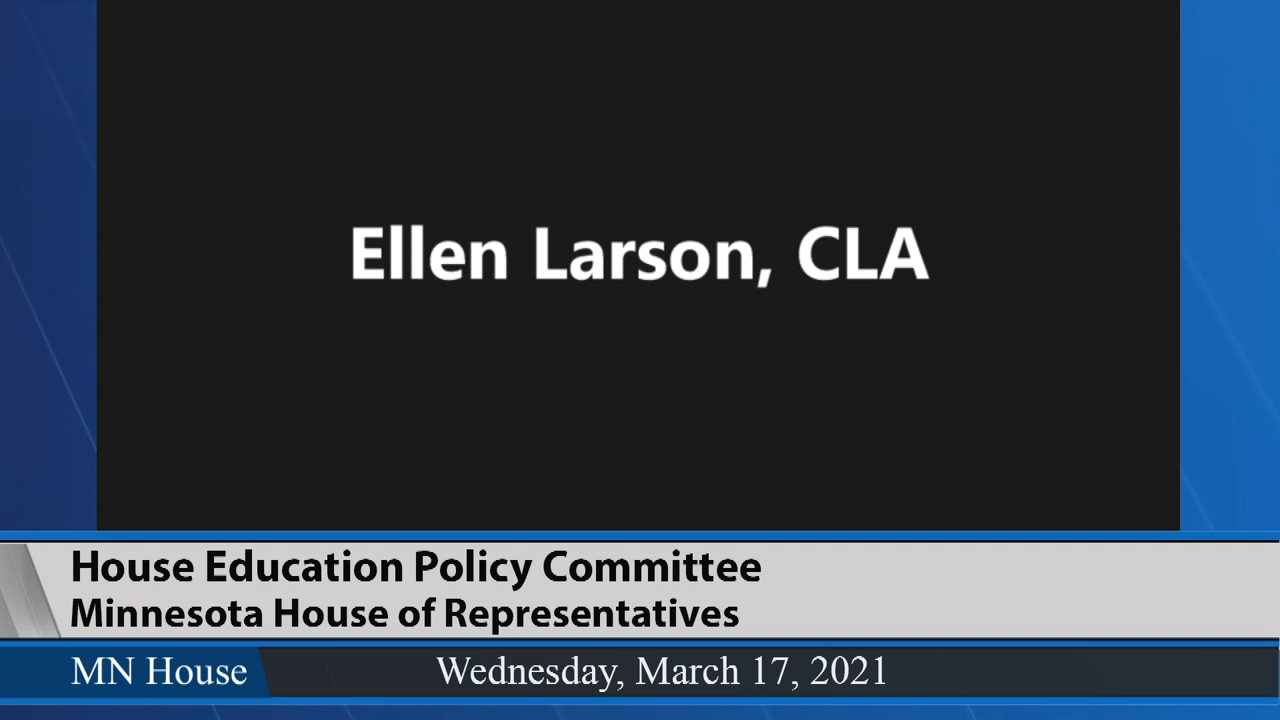 Ellen Larson, CLA
House Education Policy Committee
Minnesota House of Representatives
MN House Wednesday, March 17, 2021